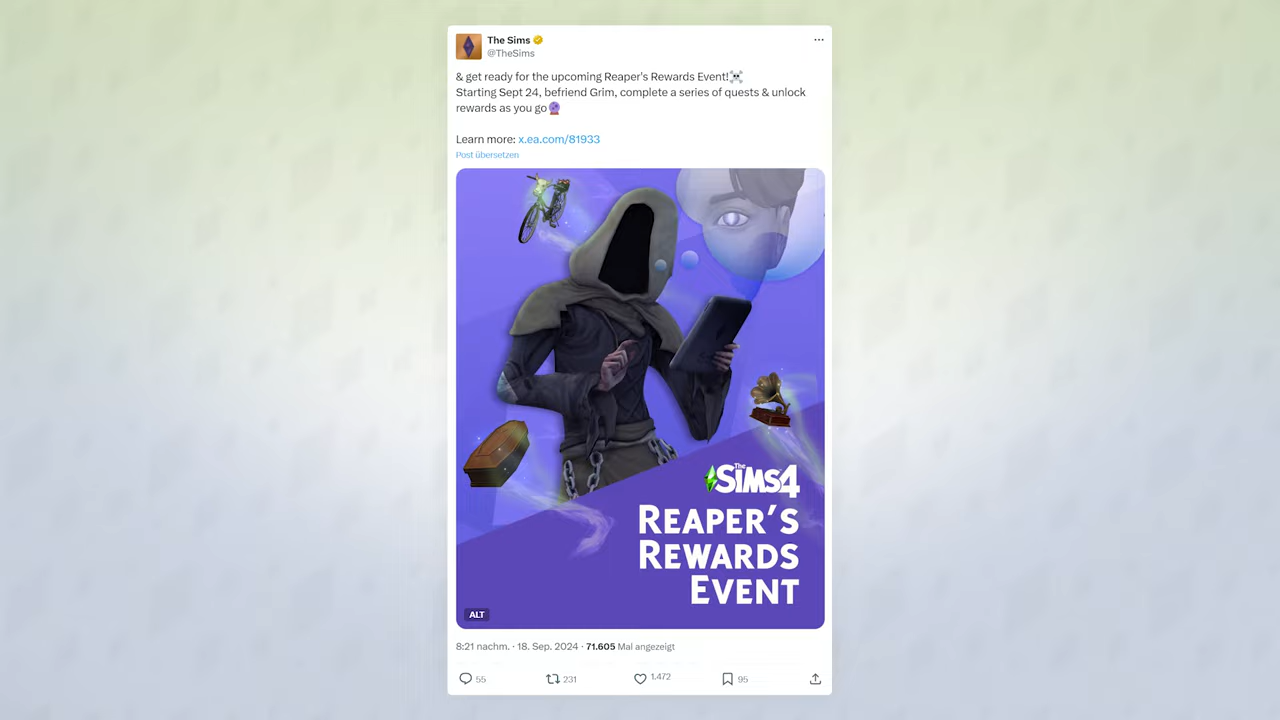 The Sims
@TheSims
& get ready for the upcoming Reaper's Rewards Event!☠️
Starting Sept 24, befriend Grim, complete a series of quests & unlock
rewards as you go🔮
Learn more: x.ea.com/81933
Post übersetzen
The SIMS4
REAPER'S
REWARDS
EVENT
ALT
8:21 nachm. · 18. Sep. 2024 · 71.605 Mal angezeigt
55 231 1.472 95